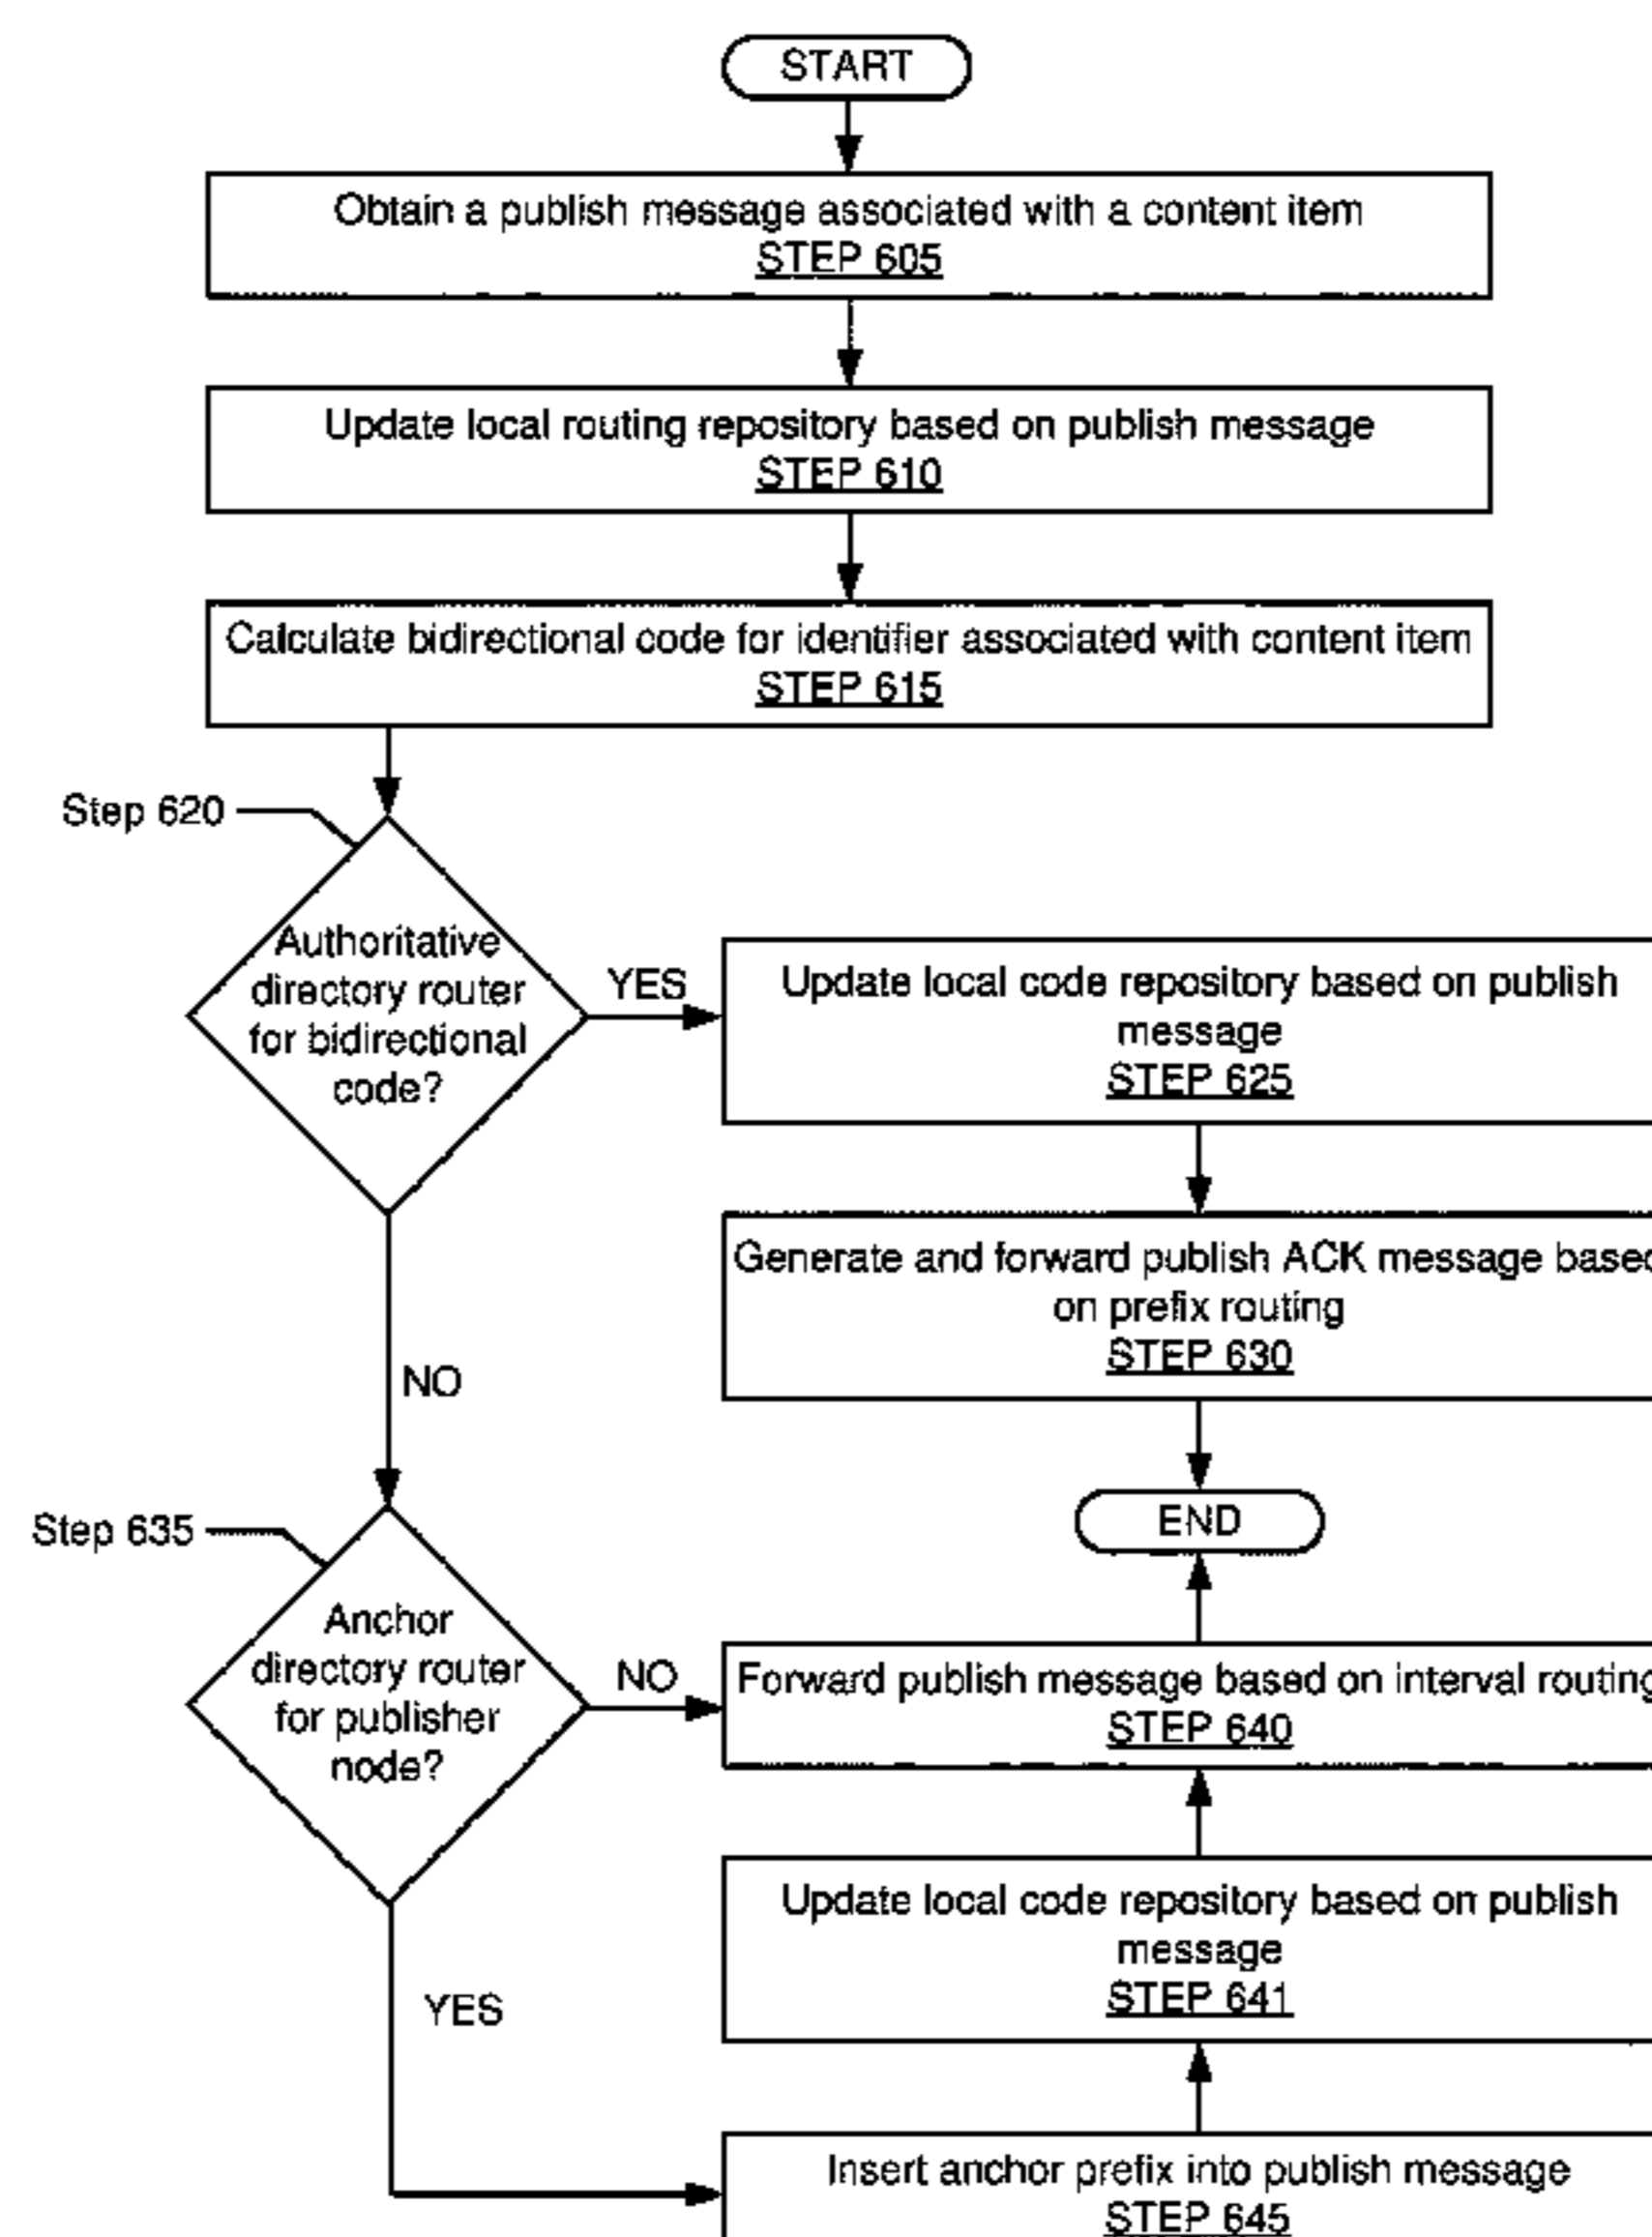 START
Obtain a publish message associated with a content item
STEP 605
Update local routing repository based on publish message
STEP 610
Calculate bidirectional code for identifier associated with content item
STEP 615
Step 620
Authoritative
directory router
for bidirectional
code?
YES
Update local code repository based on publish
message
STEP 625
Generate and forward publish ACK message based
on prefix routing
STEP 630
NO
END
Step 635
Anchor
directory router
for publisher
node?
NO
Forward publish message based on interval routing
STEP 640
Update local code repository based on publish
message
STEP 641
YES
Insert anchor prefix into publish message
STEP 645